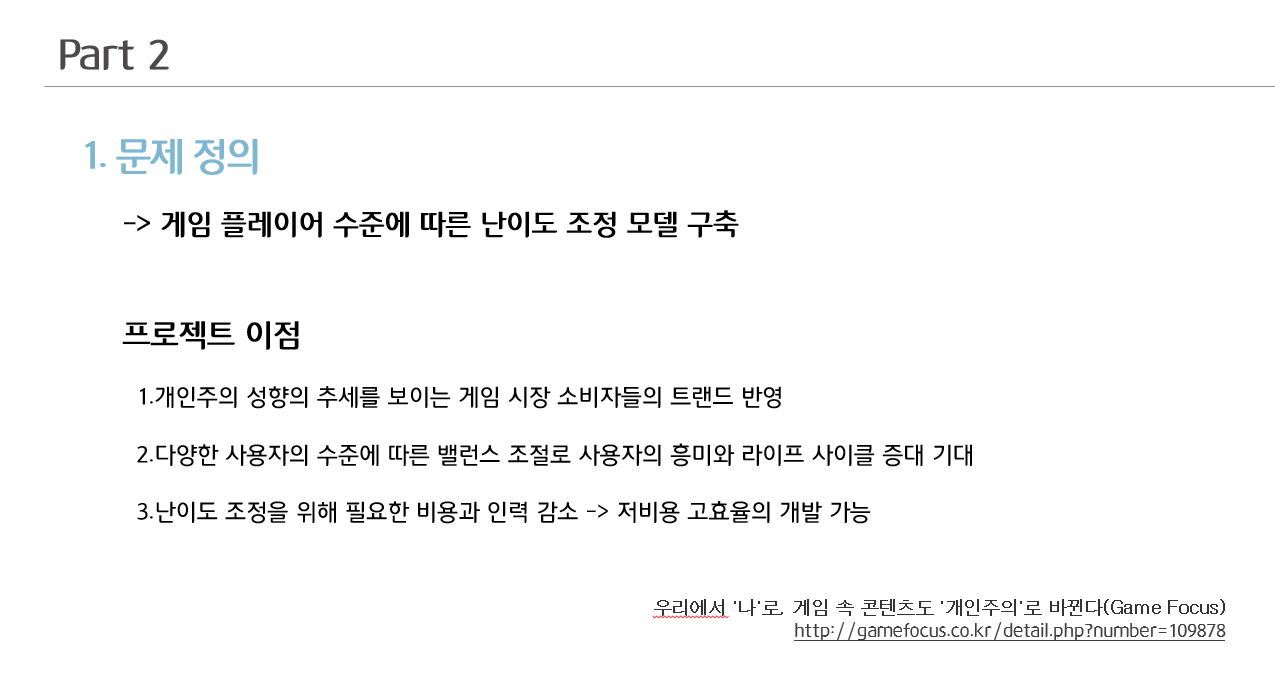 Part 2
1. 문제 정의
-> 게임 플레이어 수준에 따른 난이도 조정 모델 구축
프로젝트 이점
1.개인주의 성향의 추세를 보이는 게임 시장 소비자들의 트랜드 반영
2.다양한 사용자의 수준에 따른 밸런스 조절로 사용자의 흥미와 라이프 사이클 증대 기대
3.난이도 조정을 위해 필요한 비용과 인력 감소 -> 저비용 고효율의 개발 가능
우리에서 '나'로, 게임 속 콘텐츠도 '개인주의'로 바뀐다(Game Focus)
http://gamefocus.co.kr/detail.php?number=109878